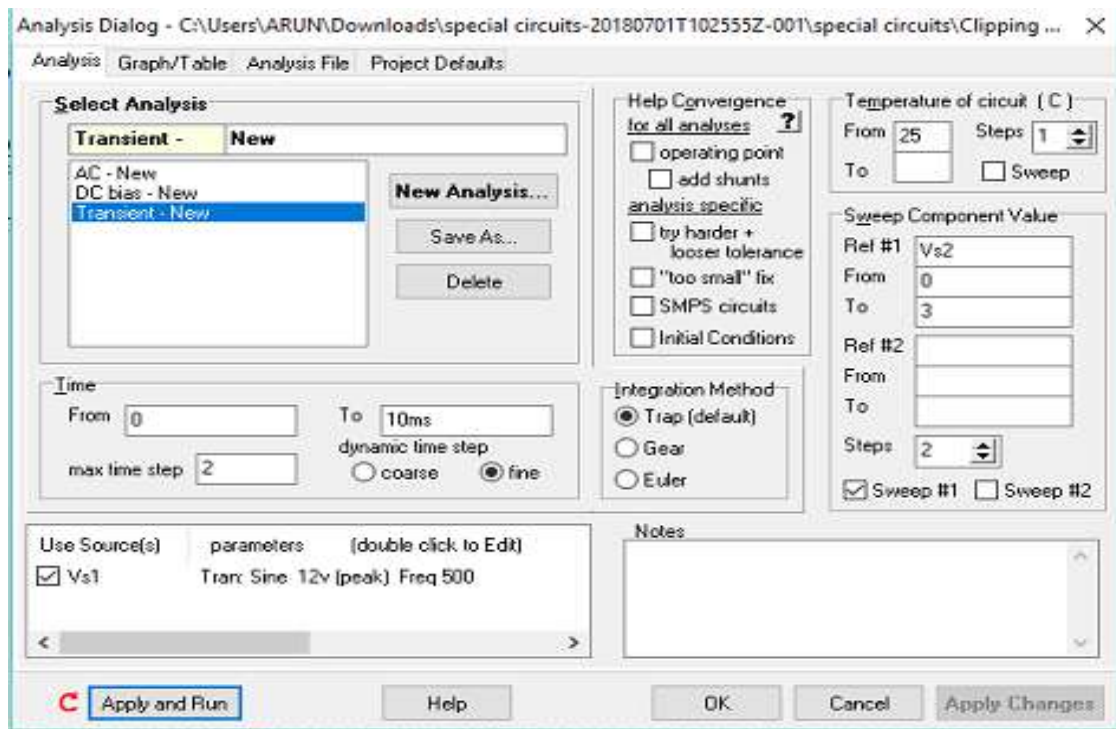 Analysis Dialog - C:\Users\ARUN\Downloads\special circuits-20180701T102555Z-001\special circuits\Clipping ...
Analysis Graph/Table Analysis File Project Defaults
Select Analysis
Transient - New
AC - New
DC bias - New
Transient - New
New Analysis...
Save As...
Delete
Help Convergence
for all analyses ?
operating point
add shunts
analysis specific
try harder +
looser tolerance
"too small" fix
SMPS circuits
Initial Conditions
Temperature of circuit ( C )
From 25 Steps 1
To Sweep
Sweep Component Value
Ref #1 Vs2
From 0
To 3
Ref #2
From
To
Steps 2
Sweep #1 Sweep #2
Time
From 0 To 10ms
dynamic time step
max time step 2 coarse fine
Integration Method
Trap (default)
Gear
Euler
Use Source(s) parameters (double click to Edit)
Vs1 Tran: Sine 12v (peak) Freq 500
Notes
C Apply and Run Help OK Cancel Apply Changes